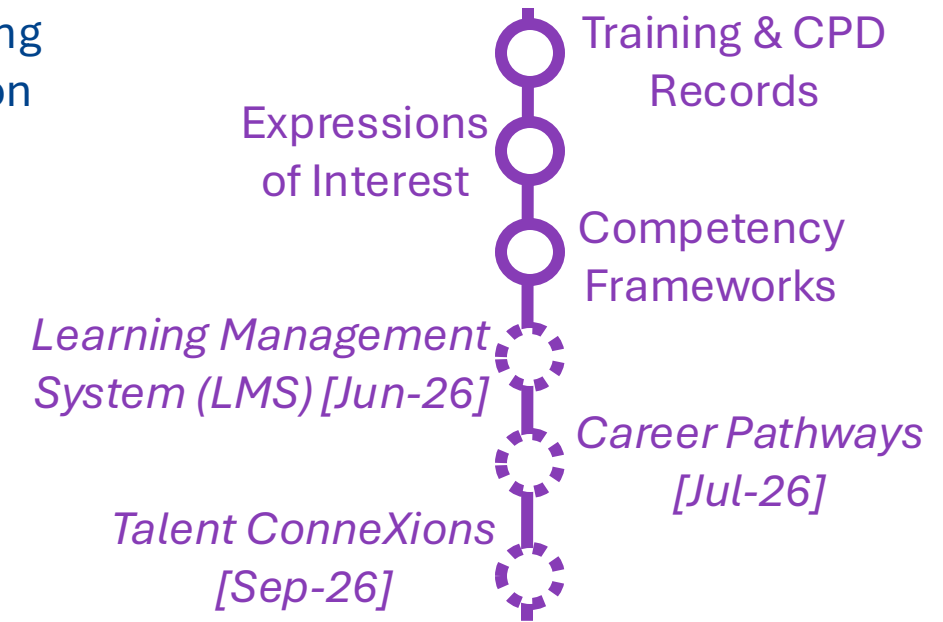 Training & CPD
Records
Expressions
of Interest
Competency
Frameworks
Learning Management
System (LMS) [Jun-26]
Career Pathways
[Jul-26]
Talent ConneXions
[Sep-26]